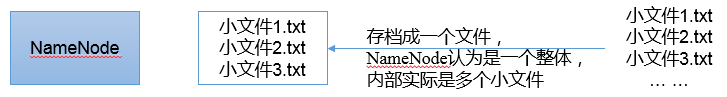 NameNode
小文件1.txt
小文件2.txt
小文件3.txt
存档成一个文件，
NameNode认为是一个整体，
内部实际是多个小文件
小文件1.txt
小文件2.txt
小文件3.txt
… …